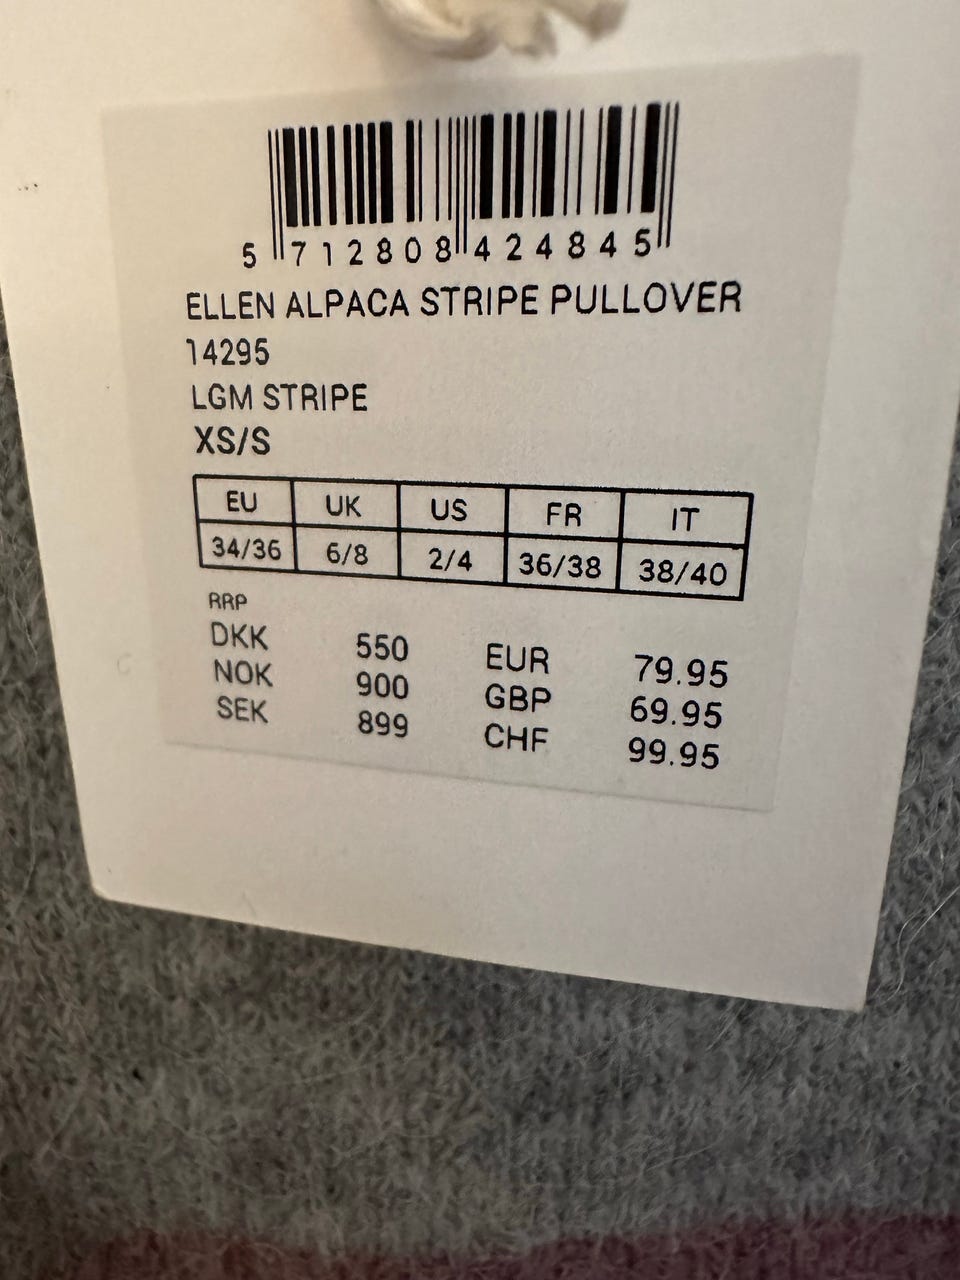 5 712808 424845
ELLEN ALPACA STRIPE PULLOVER
14295
LGM STRIPE
XS/S
EU UK US FR IT
34/36 6/8 2/4 36/38 38/40
RRP
DKK 550 EUR 79.95
NOK 900 GBP 69.95
SEK 899 CHF 99.95